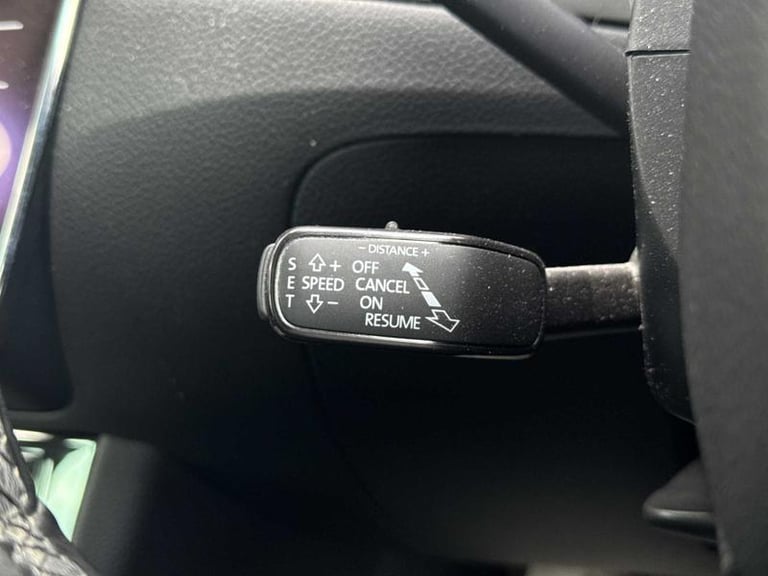 − DISTANCE +
S + OFF
E SPEED CANCEL
T − ON
RESUME